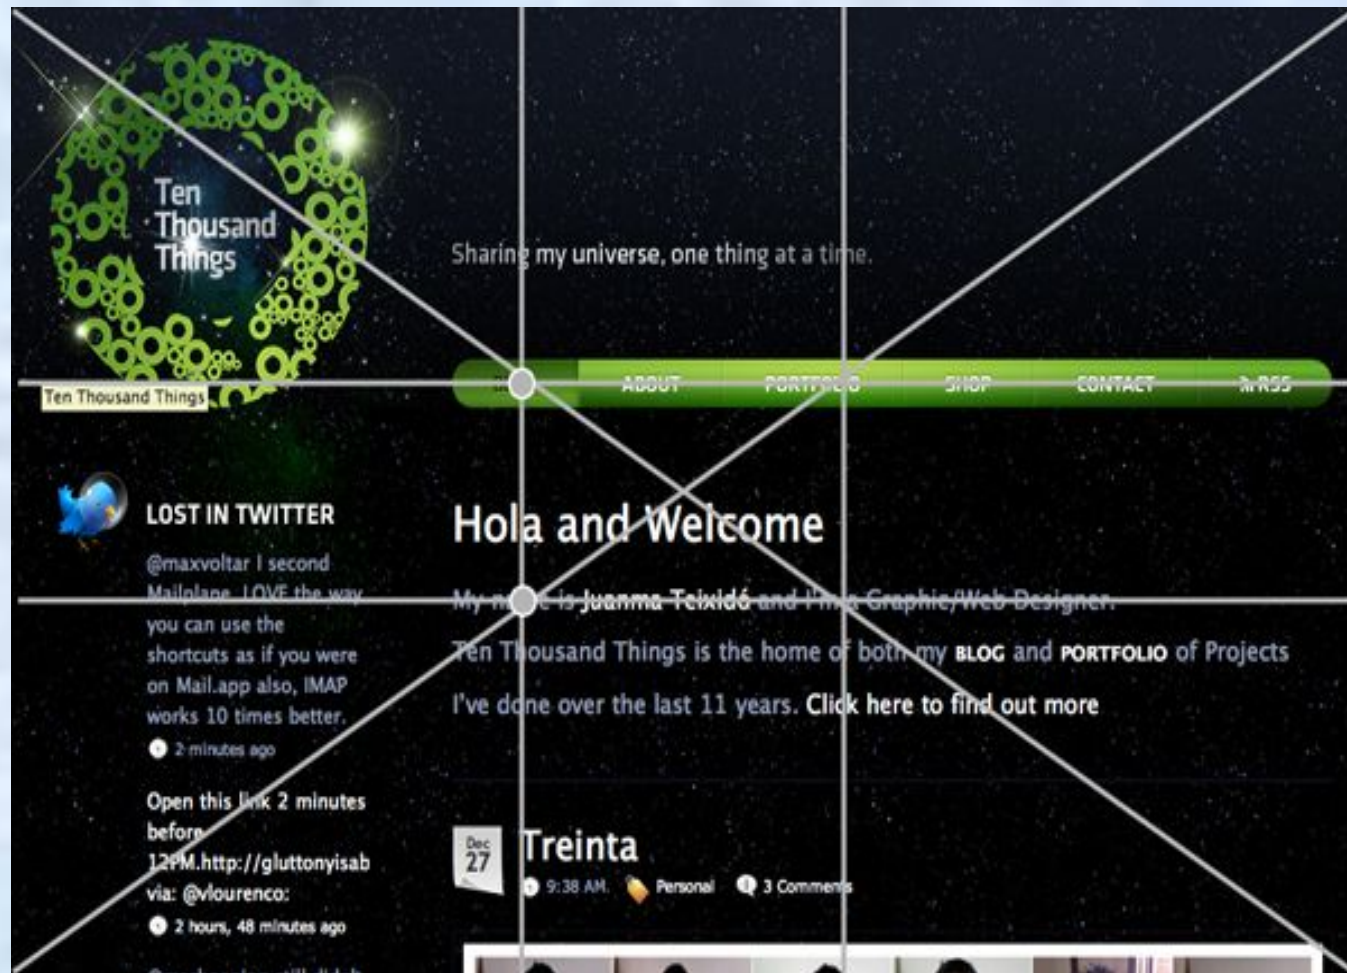 Ten
Thousand
Things
Sharing my universe, one thing at a time.
ABOUT PORTFOLIO SHOP CONTACT RSS
Ten Thousand Things
LOST IN TWITTER
@maxvoltar I second
Mailplane. LOVE the way
you can use the
shortcuts as if you were
on Mail.app also, IMAP
works 10 times better.
2 minutes ago
Open this link 2 minutes
before
12PM.http://gluttonyisab
via: @vlourenco:
2 hours, 48 minutes ago
Hola and Welcome
My name is Juanma Teixidó and I'm a Graphic/Web Designer.
Ten Thousand Things is the home of both my BLOG and PORTFOLIO of Projects
I've done over the last 11 years. Click here to find out more
Dec
27
Treinta
9:38 AM. Personal 3 Comments